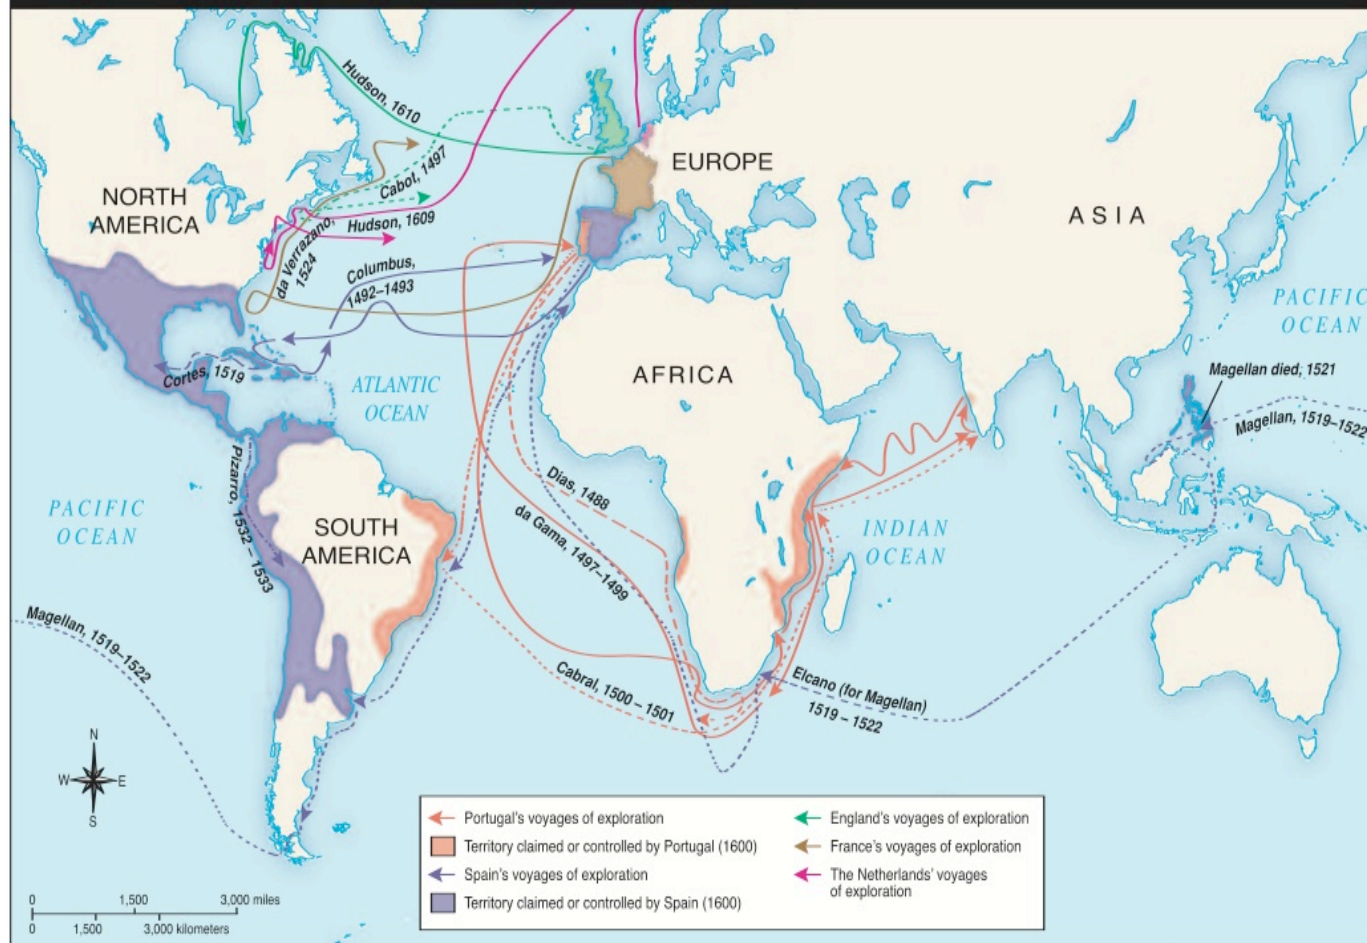 Hudson, 1610
Cabot, 1497
EUROPE
NORTH
AMERICA
ASIA
Hudson, 1609
da Verrazano,
1524
Columbus,
1492–1493
PACIFIC
OCEAN
Cortes, 1519
ATLANTIC
OCEAN
AFRICA
Magellan died, 1521
Magellan, 1519–1522
Pizarro, 1532–1533
Dias, 1488
PACIFIC
OCEAN
SOUTH
AMERICA
da Gama, 1497–1499
INDIAN
OCEAN
Magellan, 1519–1522
Cabral, 1500–1501
Elcano (for Magellan)
1519–1522
N
W E
S
Portugal's voyages of exploration
Territory claimed or controlled by Portugal (1600)
Spain's voyages of exploration
Territory claimed or controlled by Spain (1600)
England's voyages of exploration
France's voyages of exploration
The Netherlands' voyages
of exploration
0 1,500 3,000 miles
0 1,500 3,000 kilometers